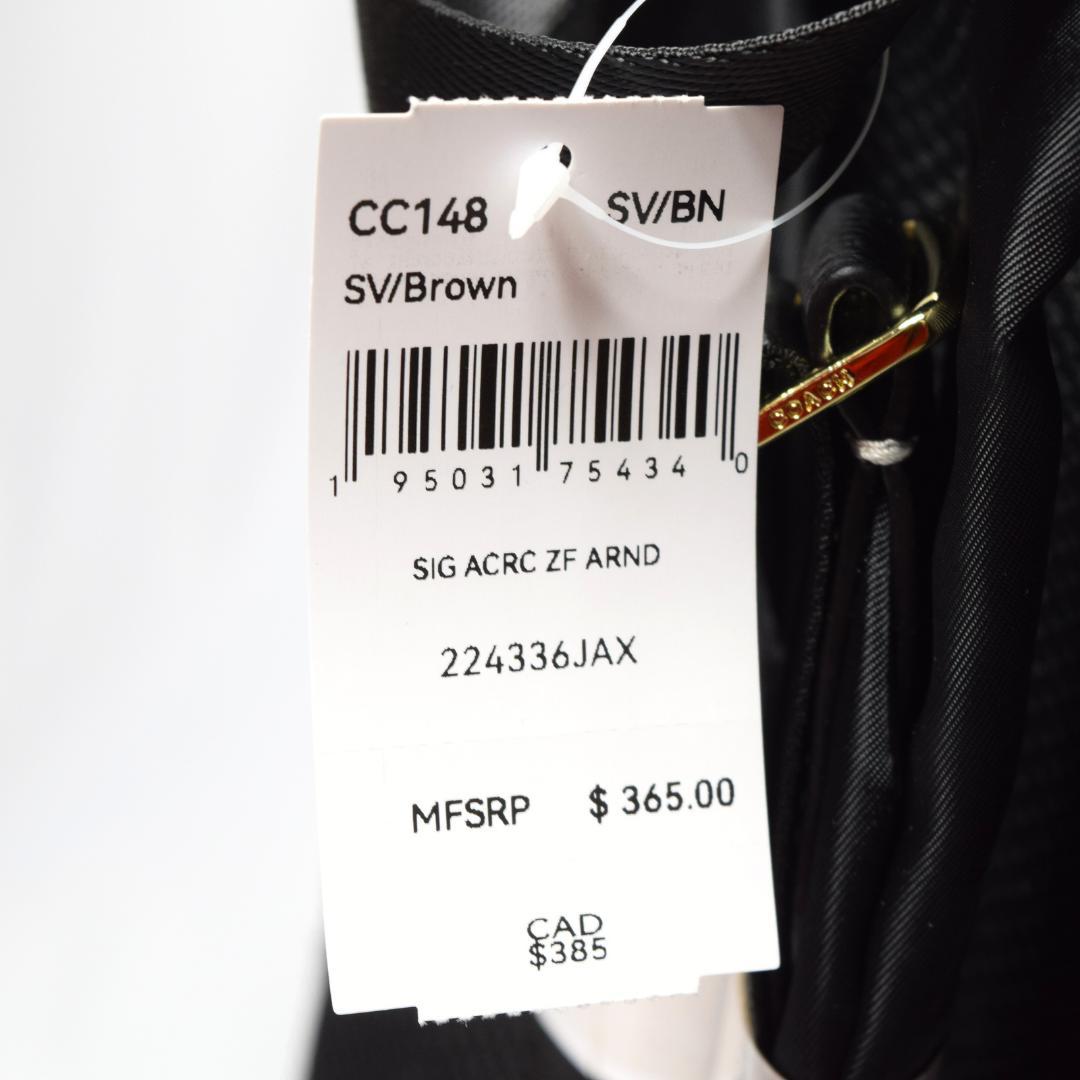 CC148 SV/BN
SV/Brown
1 95031 75434 0
SIG ACRC ZF ARND
224336JAX
MFSRP $ 365.00
CAD
$385
COACH